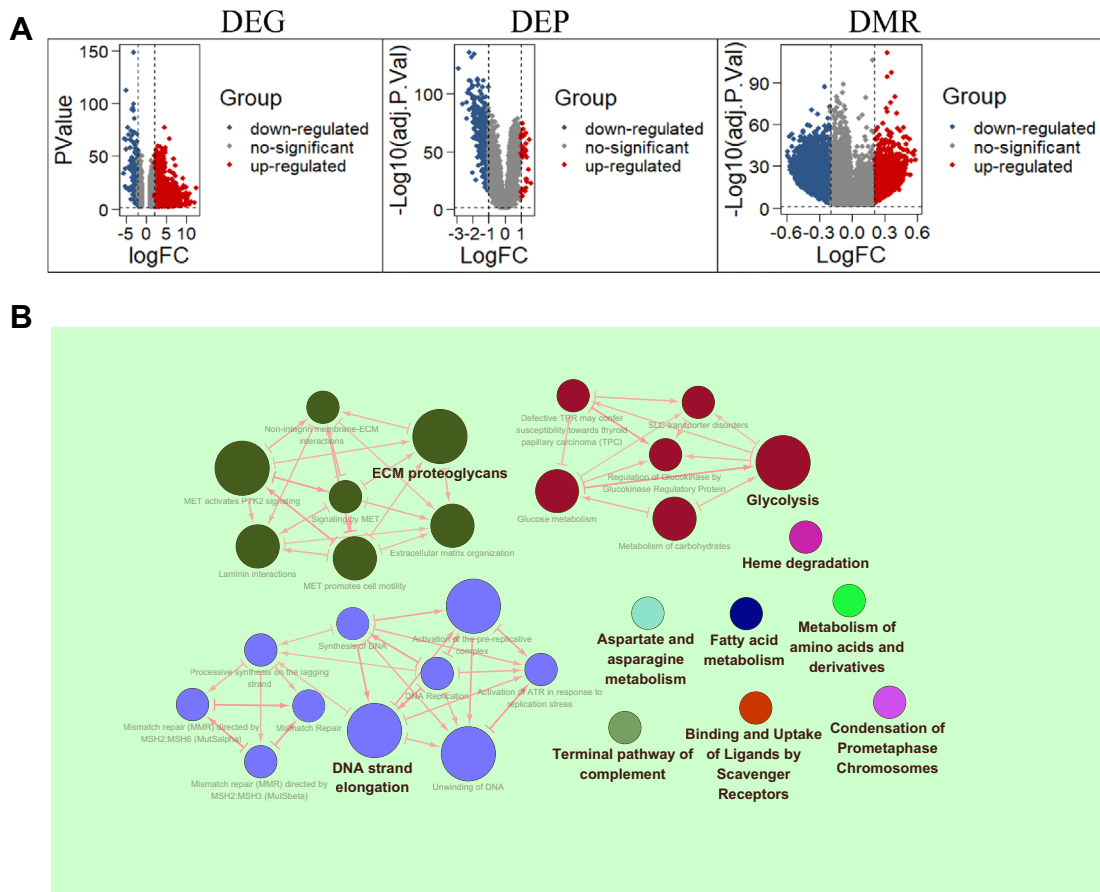 A
DEG
DEP
DMR
150
100
50
0
PValue
-5 0 5 10
logFC
Group
down-regulated
no-significant
up-regulated
100
50
0
-Log10(adj.P.Val)
-3-2-1 0 1
LogFC
Group
down-regulated
no-significant
up-regulated
90
60
30
0
-Log10(adj.P.Val)
-0.6-0.3 0.0 0.3 0.6
LogFC
Group
down-regulated
no-significant
up-regulated
B
Non-integrin membrane-ECM
interactions
ECM proteoglycans
MET activates PTK2 signaling
Signaling by MET
Extracellular matrix organization
Laminin interactions
MET promotes cell motility
Defective TPR may confer
susceptibility towards thyroid
papillary carcinoma (TPC)
SLC transporter disorders
Regulation of Glucokinase by
Glucokinase Regulatory Protein
Glycolysis
Glucose metabolism
Metabolism of carbohydrates
Heme degradation
Aspartate and
asparagine
metabolism
Fatty acid
metabolism
Metabolism of
amino acids and
derivatives
Terminal pathway of
complement
Binding and Uptake
of Ligands by
Scavenger
Receptors
Condensation of
Prometaphase
Chromosomes
Synthesis of DNA
Activation of the pre-replicative
complex
Processive synthesis on the lagging
strand
DNA Replication
Activation of ATR in response to
replication stress
Mismatch repair (MMR) directed by
MSH2:MSH6 (MutSalpha)
Mismatch Repair
DNA strand
elongation
Unwinding of DNA
Mismatch repair (MMR) directed by
MSH2:MSH3 (MutSbeta)